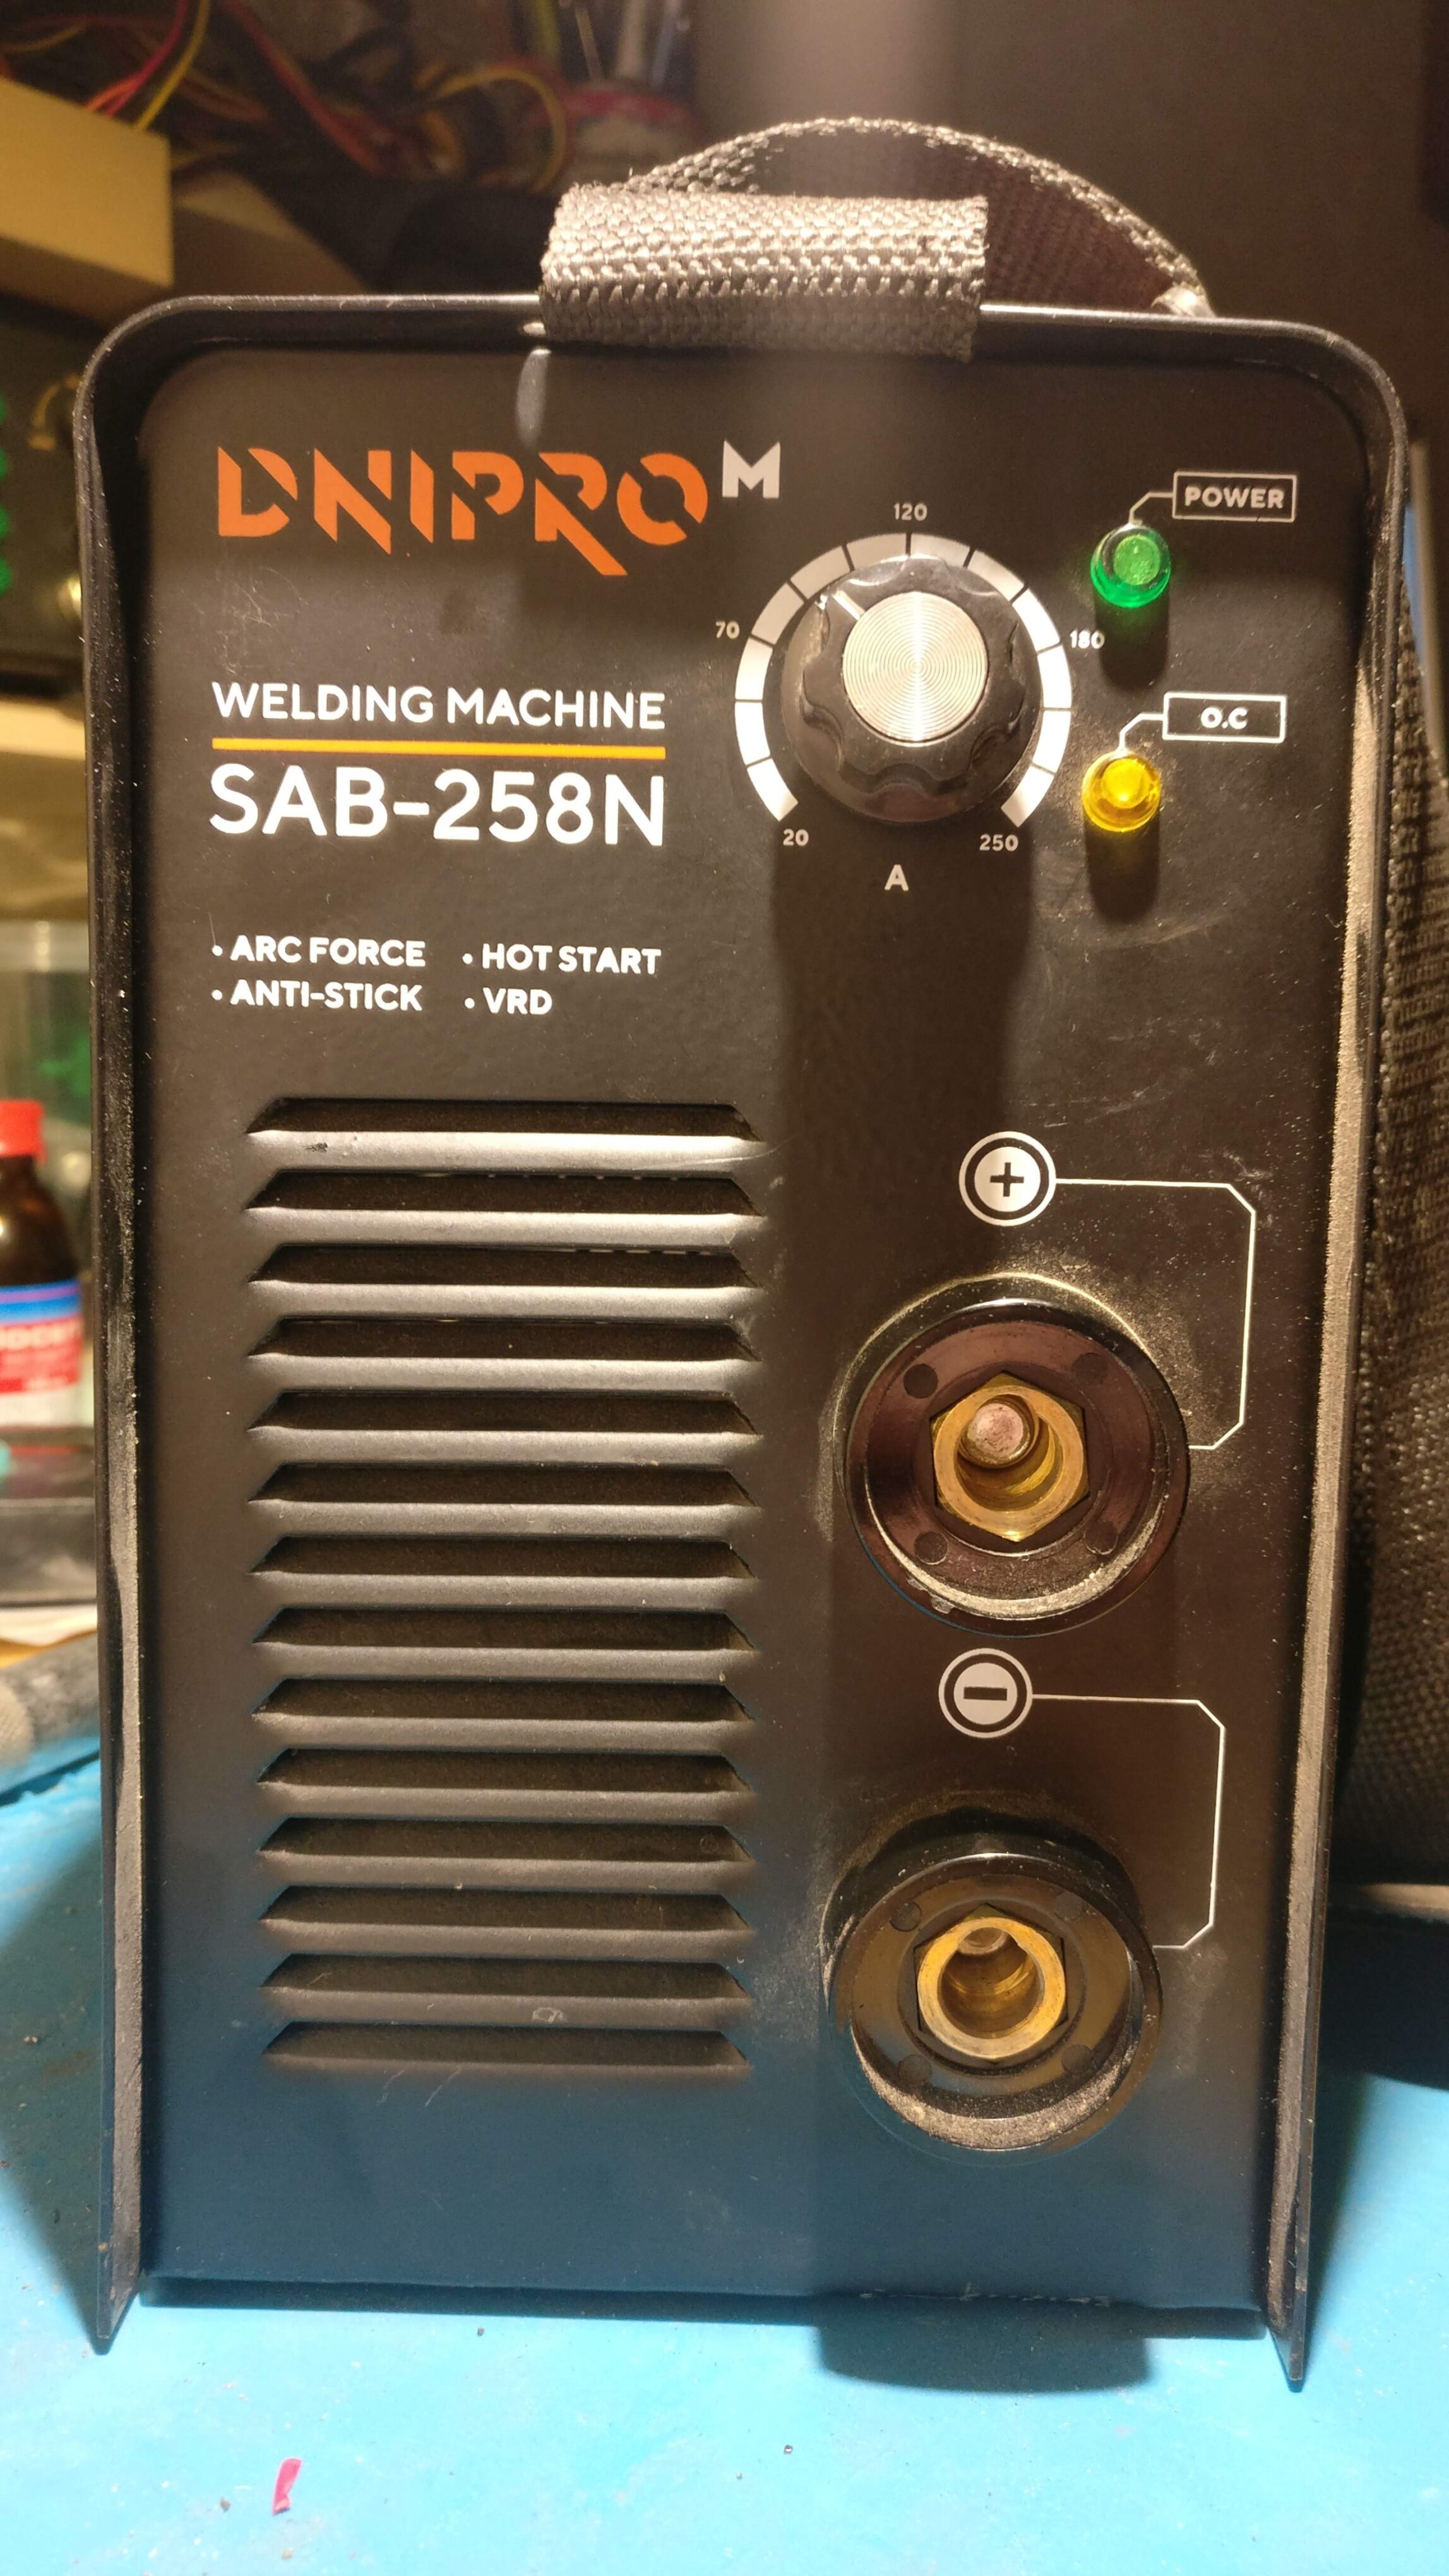 DNIPRO M
POWER
120
70
180
O.C
WELDING MACHINE
SAB-258N
20
250
A
• ARC FORCE • HOT START
• ANTI-STICK • VRD
+
−